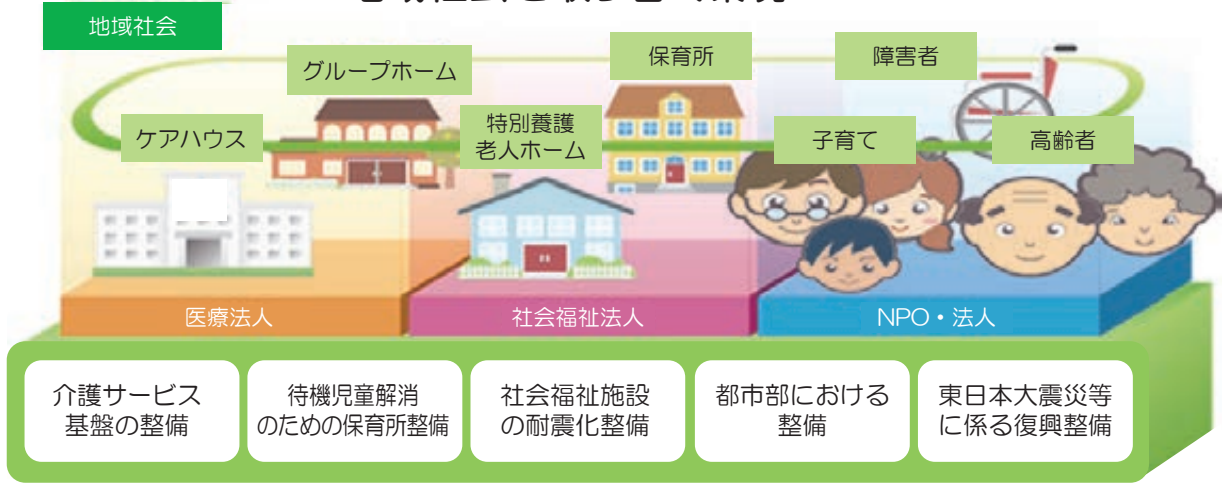 地域社会
グループホーム
保育所
障害者
ケアハウス
特別養護
老人ホーム
子育て
高齢者
医療法人
社会福祉法人
NPO・法人
介護サービス
基盤の整備
待機児童解消
のための保育所整備
社会福祉施設
の耐震化整備
都市部における
整備
東日本大震災等
に係る復興整備